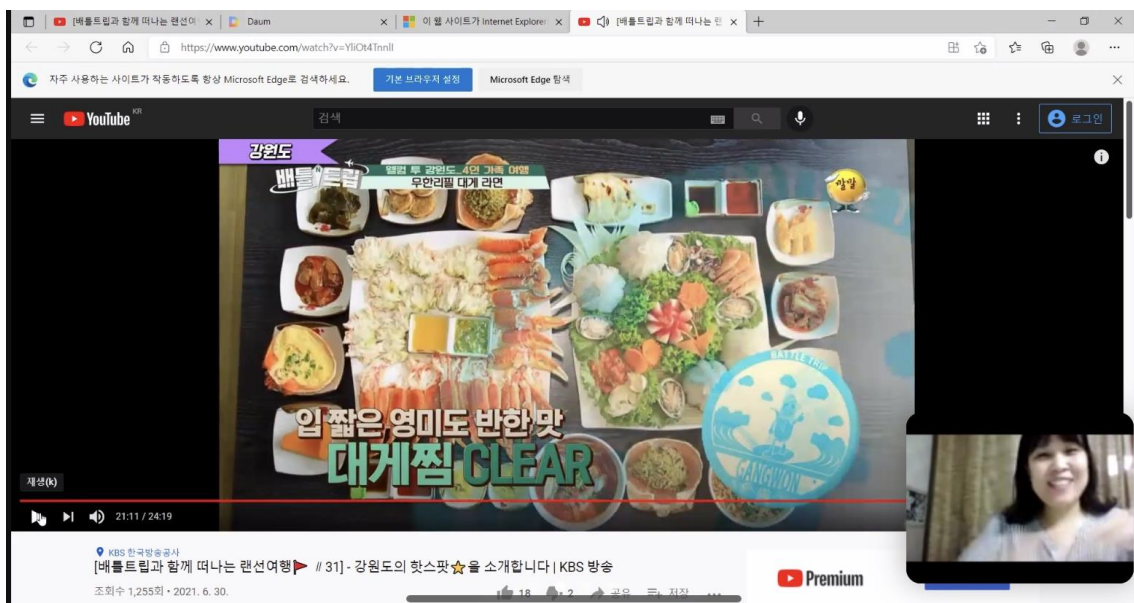 [배틀트립과 함께 떠나는 랜선여
Daum
이 웹 사이트가 Internet Explorer
[배틀트립과 함께 떠나는 랜
https://www.youtube.com/watch?v=YliOt4TnnlI
자주 사용하는 사이트가 작동하도록 항상 Microsoft Edge로 검색하세요.
기본 브라우저 설정
Microsoft Edge 탐색
YouTube KR
검색
로그인
강원도
배틀트립
웰컴 투 강원도_4인 가족 여행
무한리필 대게 라면
깔깔
BATTLE TRIP
GANGWON
입 짧은 영미도 반한 맛
대게찜 CLEAR
재생(k)
21:11 / 24:19
KBS 한국방송공사
[배틀트립과 함께 떠나는 랜선여행 // 31] - 강원도의 핫스팟 을 소개합니다 | KBS 방송
조회수 1,255회 • 2021. 6. 30.
18
2
공유
저장
Premium